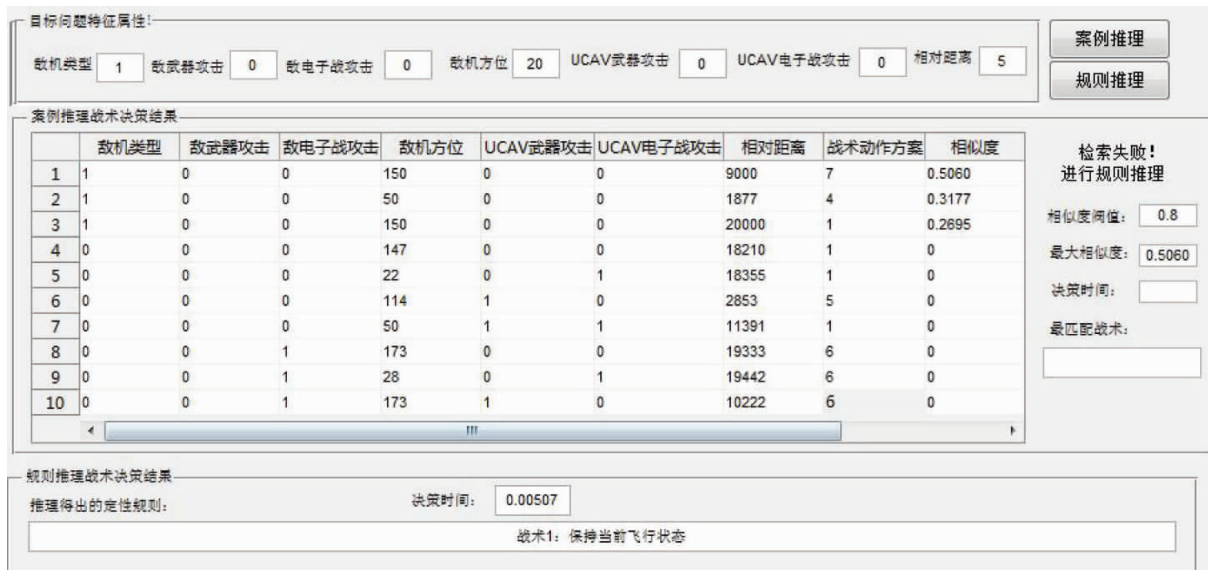 目标问题特征属性:
敌机类型 1 敌武器攻击 0 敌电子战攻击 0 敌机方位 20 UCAV武器攻击 0 UCAV电子战攻击 0 相对距离 5
案例推理
规则推理
案例推理战术决策结果
敌机类型 敌武器攻击 敌电子战攻击 敌机方位 UCAV武器攻击 UCAV电子战攻击 相对距离 战术动作方案 相似度
1 1 0 0 150 0 0 9000 7 0.5060
2 1 0 0 50 0 0 1877 4 0.3177
3 1 0 0 150 0 0 20000 1 0.2695
4 0 0 0 147 0 0 18210 1 0
5 0 0 0 22 0 1 18355 1 0
6 0 0 0 114 1 0 2853 5 0
7 0 0 0 50 1 1 11391 1 0
8 0 0 1 173 0 0 19333 6 0
9 0 0 1 28 0 1 19442 6 0
10 0 0 1 173 1 0 10222 6 0
检索失败!
进行规则推理
相似度阀值: 0.8
最大相似度: 0.5060
决策时间:
最匹配战术:
规则推理战术决策结果
推理得出的定性规则: 决策时间: 0.00507
战术1: 保持当前飞行状态